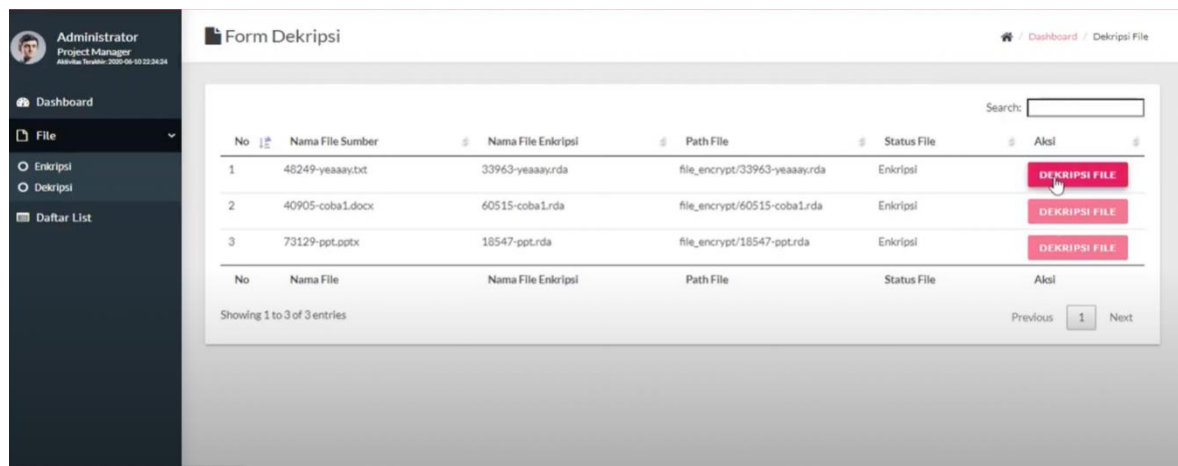 Administrator
Project Manager
Aktivitas Terakhir: 2020-06-10 22:24:24
Dashboard
File
Enkripsi
Dekripsi
Daftar List
Form Dekripsi
/ Dashboard / Dekripsi File
Search:
No Nama File Sumber Nama File Enkripsi Path File Status File Aksi
1 48249-yeaaay.txt 33963-yeaaay.rda file_encrypt/33963-yeaaay.rda Enkripsi DEKRIPSI FILE
2 40905-coba1.docx 60515-coba1.rda file_encrypt/60515-coba1.rda Enkripsi DEKRIPSI FILE
3 73129-ppt.pptx 18547-ppt.rda file_encrypt/18547-ppt.rda Enkripsi DEKRIPSI FILE
No Nama File Nama File Enkripsi Path File Status File Aksi
Showing 1 to 3 of 3 entries
Previous 1 Next